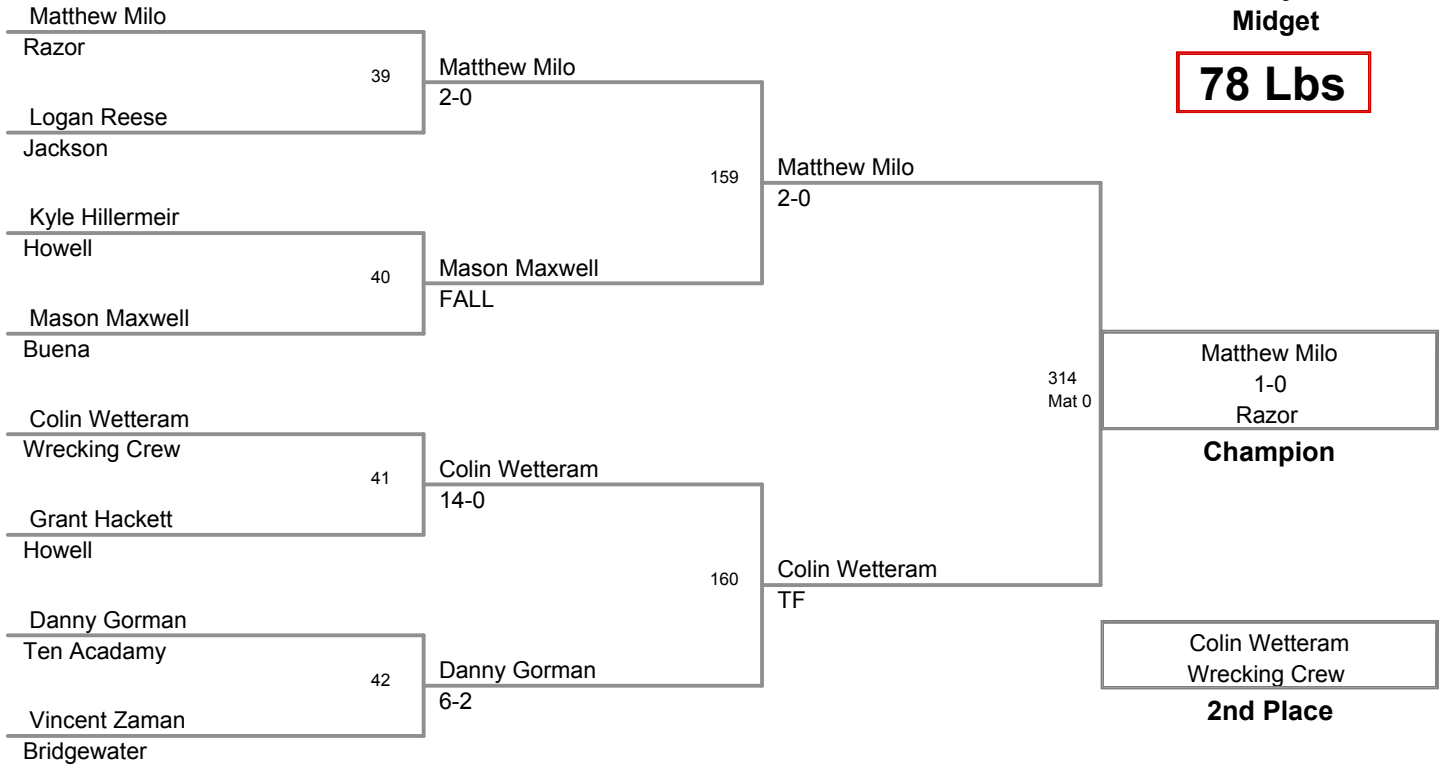 Midget
78 Lbs
Matthew Milo
Razor
39
Logan Reese
Jackson
Matthew Milo
2-0
Kyle Hillermeir
Howell
40
Mason Maxwell
Buena
Mason Maxwell
FALL
159
Matthew Milo
2-0
Colin Wetteram
Wrecking Crew
41
Grant Hackett
Howell
Colin Wetteram
14-0
Danny Gorman
Ten Acadamy
42
Vincent Zaman
Bridgewater
Danny Gorman
6-2
160
Colin Wetteram
TF
314
Mat 0
Matthew Milo
1-0
Razor
Champion
Colin Wetteram
Wrecking Crew
2nd Place